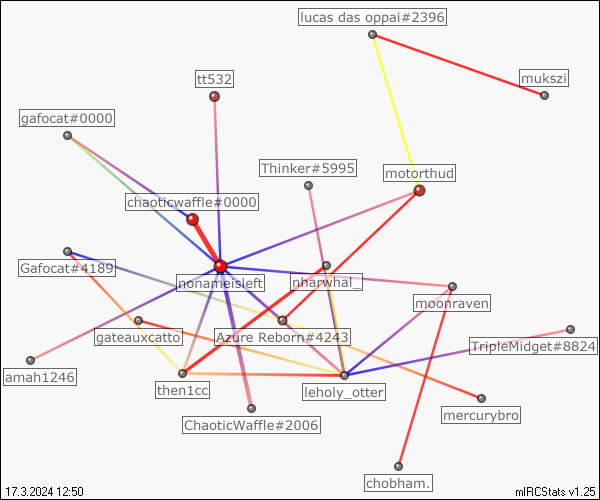 lucas das oppai#2396
mukszi
tt532
gafocat#0000
Thinker#5995
motorthud
chaoticwaffle#0000
Gafocat#4189
nonameisleft
nharwhal_
moonraven
gateauxcatto
Azure Reborn#4243
TripleMidget#8824
amah1246
then1cc
leholy_otter
mercurybro
ChaoticWaffle#2006
chobham.
17.3.2024 12:50
mIRCStats v1.25